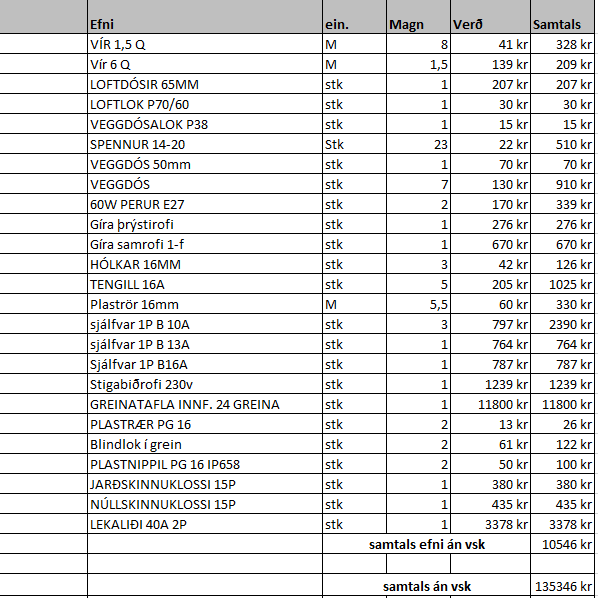 Efni ein. Magn Verð Samtals
VÍR 1,5 Q M 8 41 kr 328 kr
Vír 6 Q M 1,5 139 kr 209 kr
LOFTDÓSIR 65MM stk 1 207 kr 207 kr
LOFTLOK P70/60 stk 1 30 kr 30 kr
VEGGDÓSALOK P38 stk 1 15 kr 15 kr
SPENNUR 14-20 Stk 23 22 kr 510 kr
VEGGDÓS 50mm stk 1 70 kr 70 kr
VEGGDÓS stk 7 130 kr 910 kr
60W PERUR E27 stk 2 170 kr 339 kr
Gíra þrýstirofi stk 1 276 kr 276 kr
Gíra samrofi 1-f stk 1 670 kr 670 kr
HÓLKAR 16MM stk 3 42 kr 126 kr
TENGILL 16A stk 5 205 kr 1025 kr
Plaströr 16mm M 5,5 60 kr 330 kr
sjálfvar 1P B 10A stk 3 797 kr 2390 kr
sjálfvar 1P B 13A stk 1 764 kr 764 kr
Sjálfvar 1P B16A stk 1 787 kr 787 kr
Stigabiðrofi 230v stk 1 1239 kr 1239 kr
GREINATAFLA INNF. 24 GREINA stk 1 11800 kr 11800 kr
PLASTRÆR PG 16 stk 2 13 kr 26 kr
Blindlok í grein stk 2 61 kr 122 kr
PLASTNIPPIL PG 16 IP658 stk 2 50 kr 100 kr
JARÐSKINNUKLOSSI 15P stk 1 380 kr 380 kr
NÚLLSKINNUKLOSSI 15P stk 1 435 kr 435 kr
LEKALIÐI 40A 2P stk 1 3378 kr 3378 kr
samtals efni án vsk 10546 kr
samtals án vsk 135346 kr